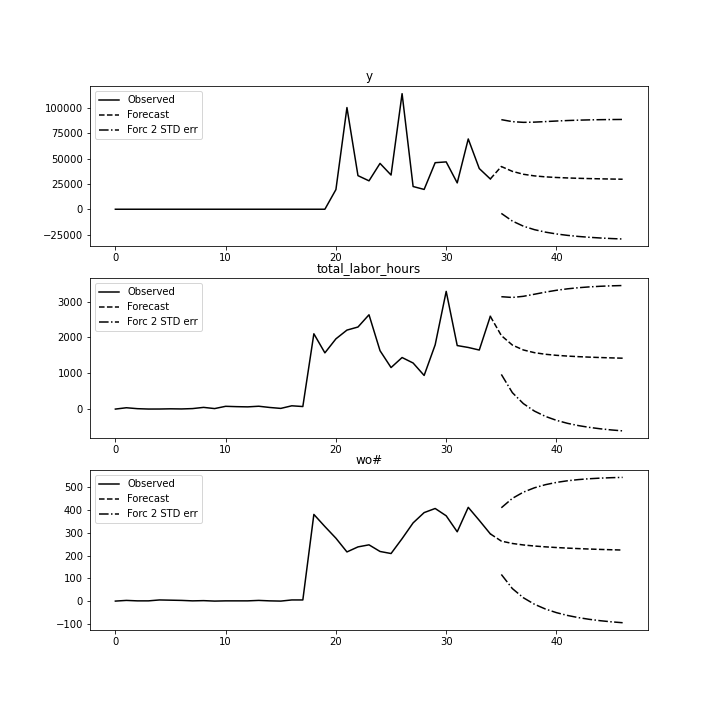 y
Observed
Forecast
Forc 2 STD err
100000
75000
50000
25000
0
−25000
0 10 20 30 40
total_labor_hours
Observed
Forecast
Forc 2 STD err
3000
2000
1000
0
0 10 20 30 40
wo#
Observed
Forecast
Forc 2 STD err
500
400
300
200
100
0
−100
0 10 20 30 40